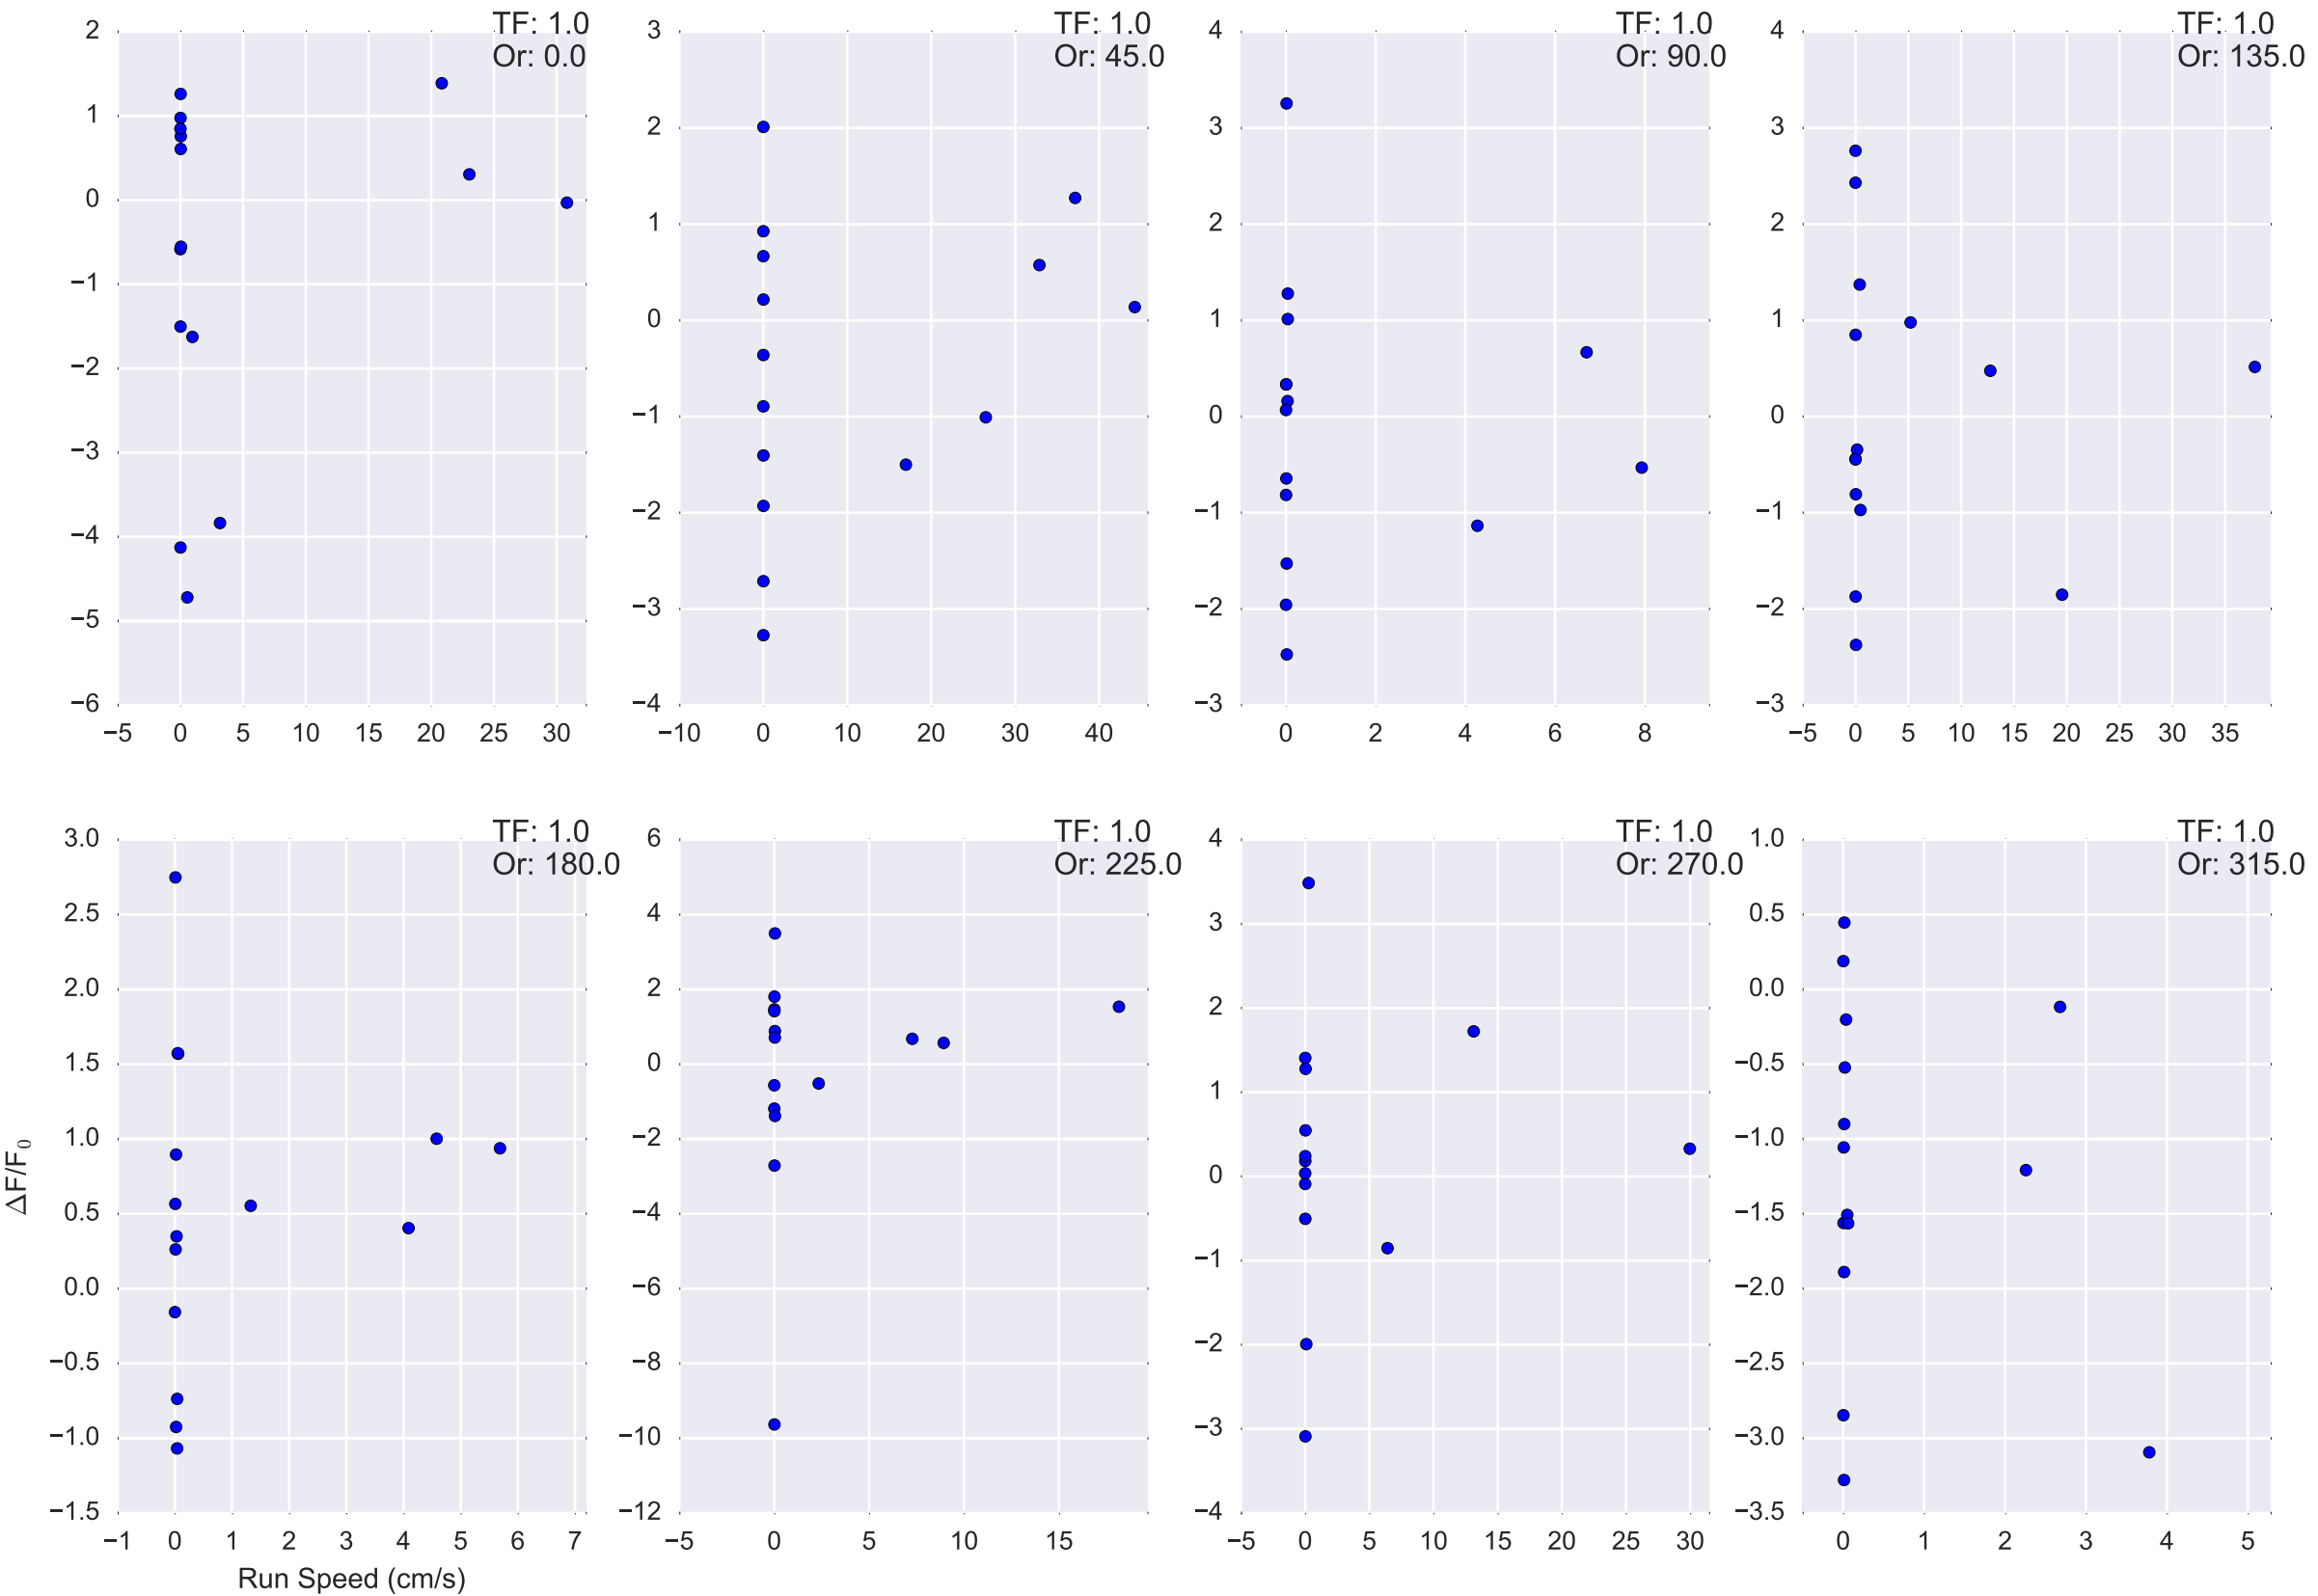 TF: 1.0
Or: 0.0
2
1
0
−1
−2
−3
−4
−5
−6
−5 0 5 10 15 20 25 30
TF: 1.0
Or: 45.0
3
2
1
0
−1
−2
−3
−4
−10 0 10 20 30 40
TF: 1.0
Or: 90.0
4
3
2
1
0
−1
−2
−3
0 2 4 6 8
TF: 1.0
Or: 135.0
4
3
2
1
0
−1
−2
−3
−5 0 5 10 15 20 25 30 35
TF: 1.0
Or: 180.0
3.0
2.5
2.0
1.5
1.0
0.5
0.0
−0.5
−1.0
−1.5
−1 0 1 2 3 4 5 6 7
ΔF/F₀
Run Speed (cm/s)
TF: 1.0
Or: 225.0
6
4
2
0
−2
−4
−6
−8
−10
−12
−5 0 5 10 15
TF: 1.0
Or: 270.0
4
3
2
1
0
−1
−2
−3
−4
−5 0 5 10 15 20 25 30
TF: 1.0
Or: 315.0
1.0
0.5
0.0
−0.5
−1.0
−1.5
−2.0
−2.5
−3.0
−3.5
0 1 2 3 4 5